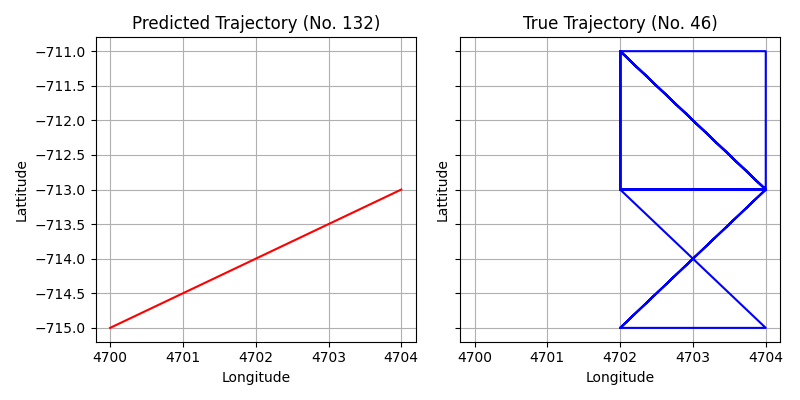 Predicted Trajectory (No. 132)
True Trajectory (No. 46)
Lattitude
−711.0
−711.5
−712.0
−712.5
−713.0
−713.5
−714.0
−714.5
−715.0
4700 4701 4702 4703 4704
Longitude
Lattitude
4700 4701 4702 4703 4704
Longitude